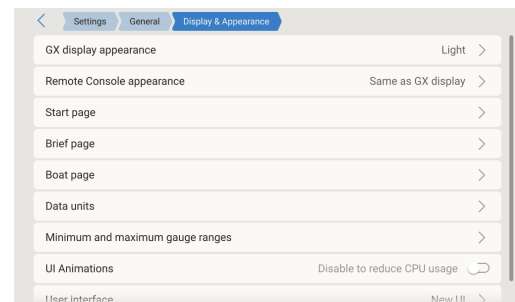 Settings General Display & Appearance
GX display appearance Light
Remote Console appearance Same as GX display
Start page
Brief page
Boat page
Data units
Minimum and maximum gauge ranges
UI Animations Disable to reduce CPU usage
User interface New UI